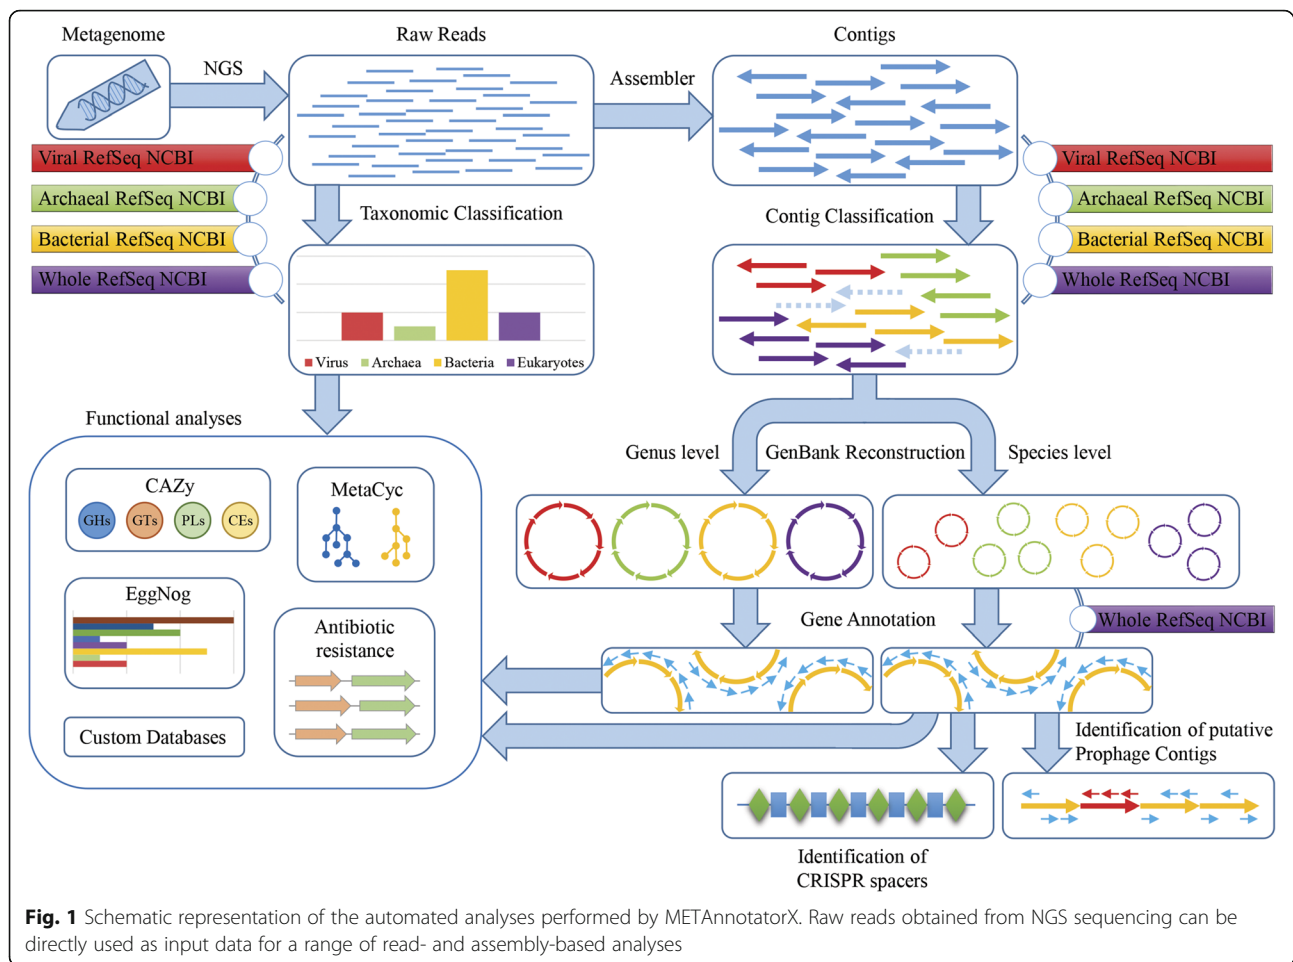 Metagenome
Raw Reads
Contigs
NGS
Assembler
Viral RefSeq NCBI
Archaeal RefSeq NCBI
Bacterial RefSeq NCBI
Whole RefSeq NCBI
Viral RefSeq NCBI
Archaeal RefSeq NCBI
Bacterial RefSeq NCBI
Whole RefSeq NCBI
Taxonomic Classification
Contig Classification
Virus Archaea Bacteria Eukaryotes
Functional analyses
Genus level
GenBank Reconstruction
Species level
CAZy
GHs GTs PLs CEs
MetaCyc
EggNog
Antibiotic
resistance
Custom Databases
Gene Annotation
Whole RefSeq NCBI
Identification of putative
Prophage Contigs
Identification of
CRISPR spacers
Fig. 1 Schematic representation of the automated analyses performed by METAnnotatorX. Raw reads obtained from NGS sequencing can be
directly used as input data for a range of read- and assembly-based analyses